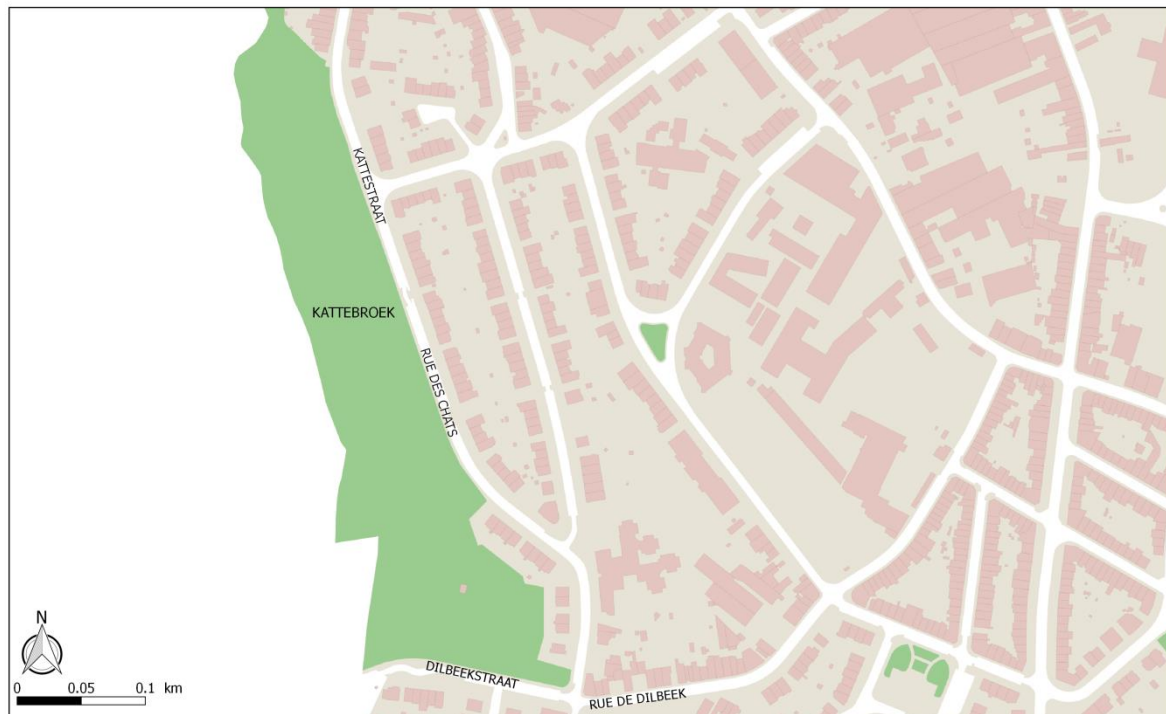 KATTESTRAAT
KATTEBROEK
RUE DES CHATS
N
DILBEEKSTRAAT
RUE DE DILBEEK
0 0.05 0.1 km